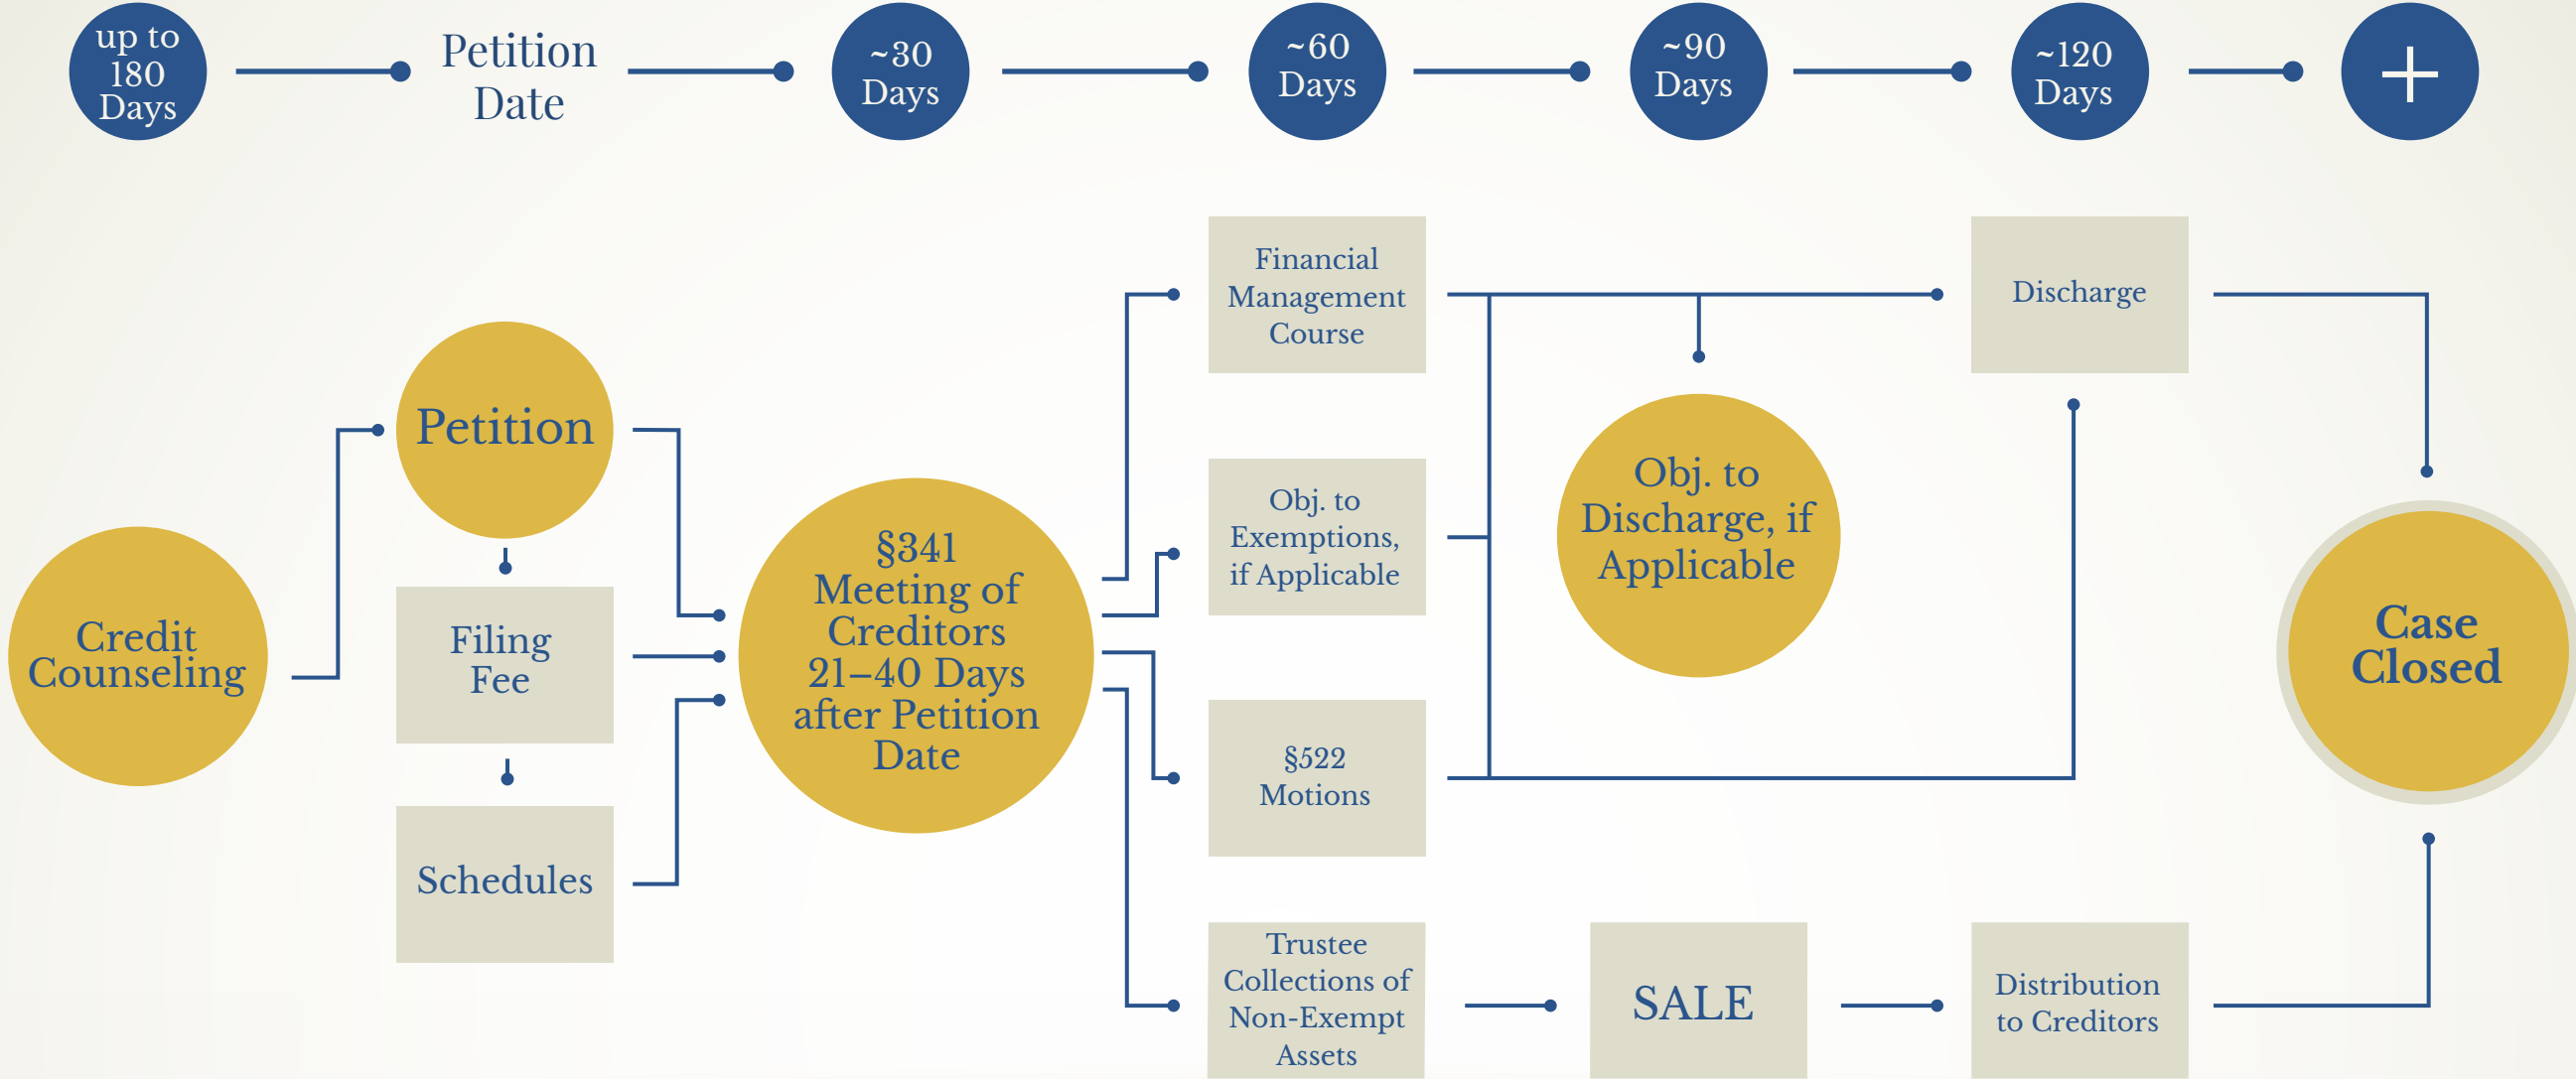 up to
180
Days
Petition
Date
~30
Days
~60
Days
~90
Days
~120
Days
+
Credit
Counseling
Petition
Filing
Fee
Schedules
§341
Meeting of
Creditors
21–40 Days
after Petition
Date
Financial
Management
Course
Obj. to
Exemptions,
if Applicable
§522
Motions
Trustee
Collections of
Non-Exempt
Assets
Obj. to
Discharge, if
Applicable
SALE
Discharge
Distribution
to Creditors
Case
Closed